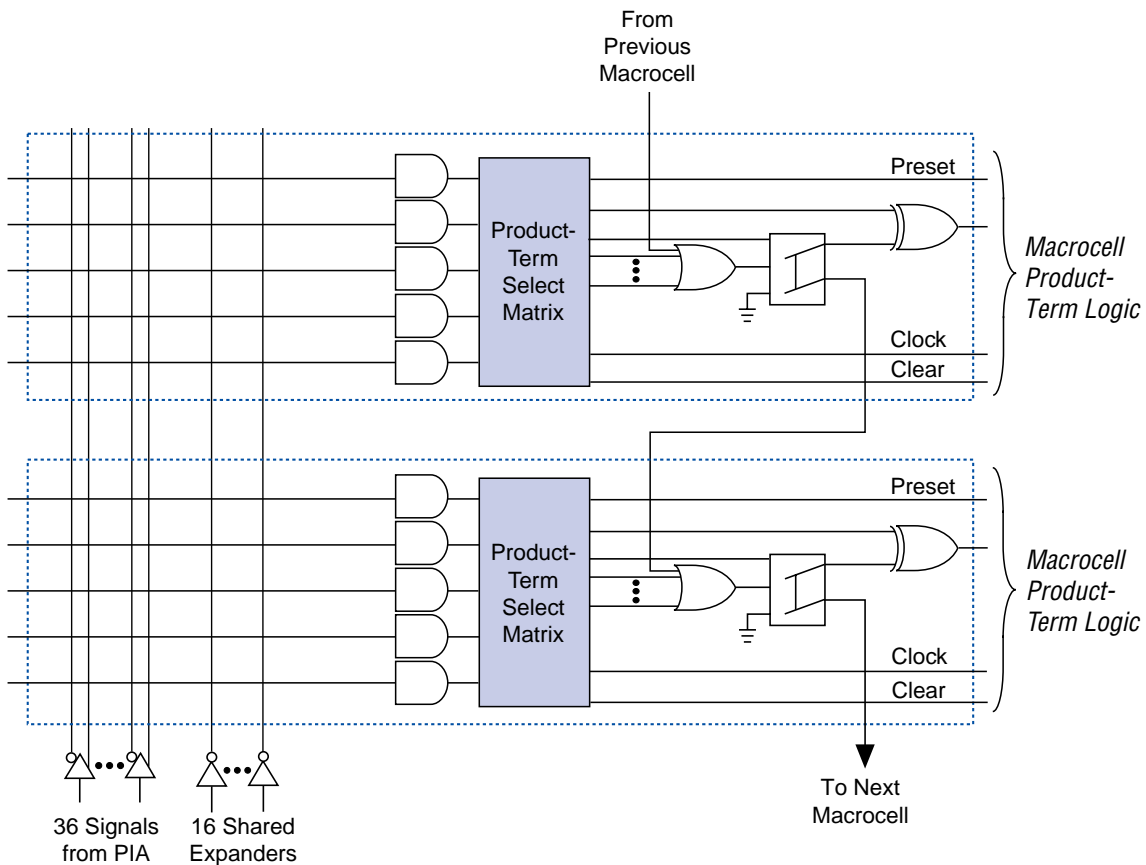 From
Previous
Macrocell
Preset
Product-
Term
Select
Matrix
Macrocell
Product-
Term Logic
Clock
Clear
Preset
Product-
Term
Select
Matrix
Macrocell
Product-
Term Logic
Clock
Clear
36 Signals
from PIA
16 Shared
Expanders
To Next
Macrocell